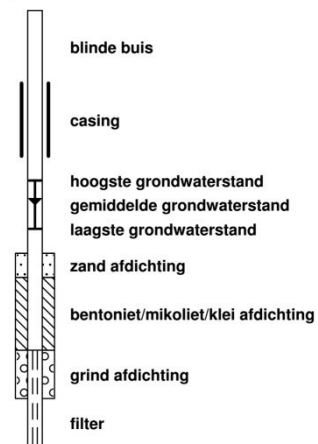 blinde buis
casing
hoogste grondwaterstand
gemiddelde grondwaterstand
laagste grondwaterstand
zand afdichting
bentoniet/mikoliet/klei afdichting
grind afdichting
filter